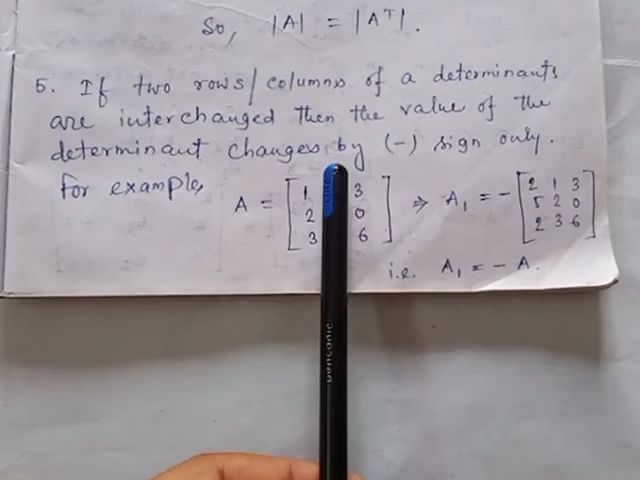 So, |A| = |Aᵀ|.
5. If two rows/columns of a determinants
are interchanged then the value of the
determinant changes by (-) sign only.
For example,
A = [1 3
2 0
3 6] ⇒ A₁ = - [2 1 3
5 2 0
2 3 6]
i.e. A₁ = - A.
penconic